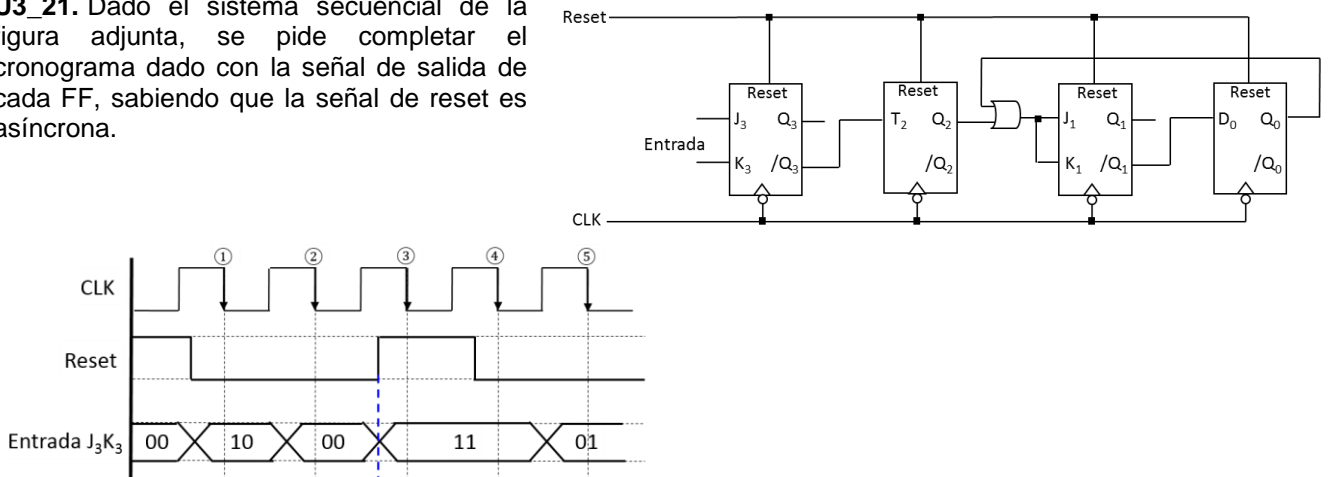 U3_21. Dado el sistema secuencial de la
figura adjunta, se pide completar el
cronograma dado con la señal de salida de
cada FF, sabiendo que la señal de reset es
asíncrona.
Reset
Reset Reset Reset Reset
J3 Q3 T2 Q2 J1 Q1 D0 Q0
Entrada
K3 /Q3 /Q2 K1 /Q1 /Q0
CLK
① ② ③ ④ ⑤
CLK
Reset
Entrada J3K3 00 10 00 11 01